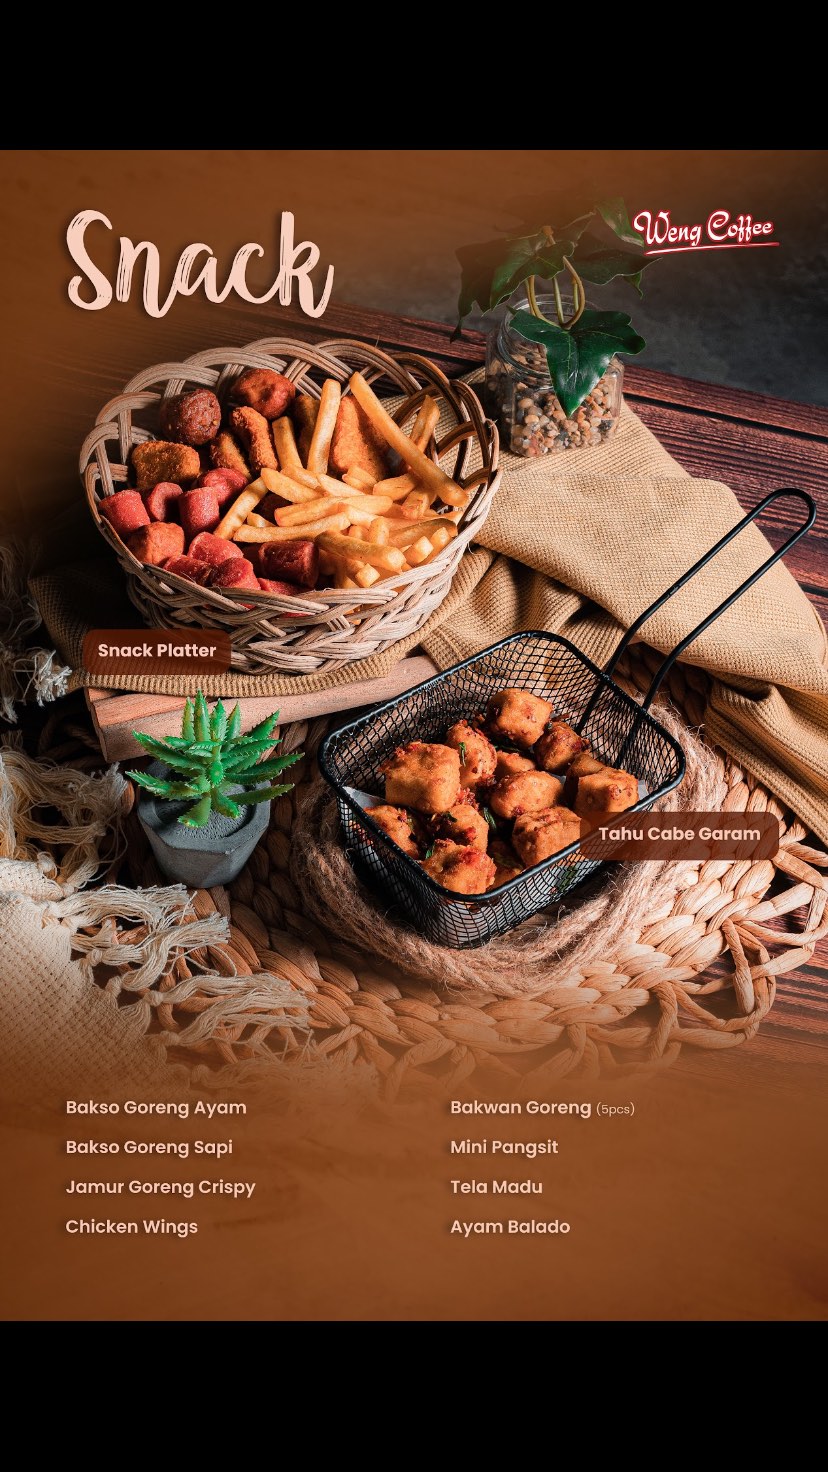 Snack
Weng Coffee
Snack Platter
Tahu Cabe Garam
Bakso Goreng Ayam
Bakso Goreng Sapi
Jamur Goreng Crispy
Chicken Wings
Bakwan Goreng (5pcs)
Mini Pangsit
Tela Madu
Ayam Balado